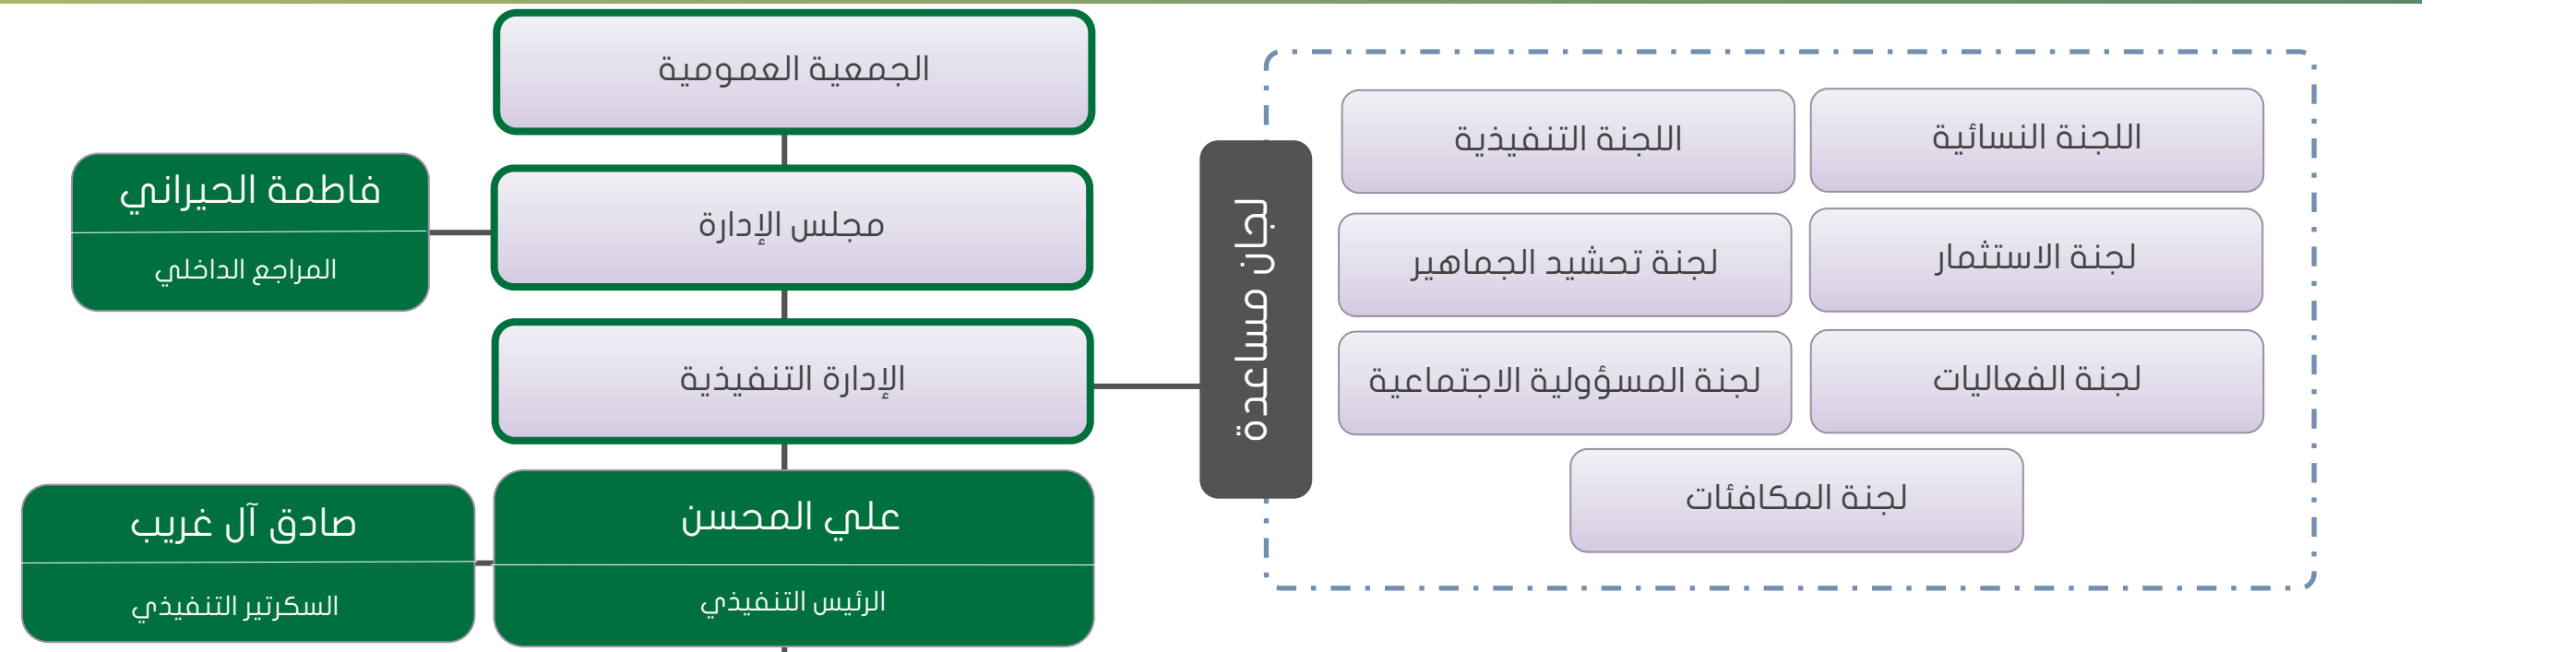 الجمعية العمومية
مجلس الإدارة
فاطمة الحيراني
المراجع الداخلي
الإدارة التنفيذية
علي المحسن
الرئيس التنفيذي
صادق آل غريب
السكرتير التنفيذي
لجان مساعدة
اللجنة النسائية
اللجنة التنفيذية
لجنة الاستثمار
لجنة تحشيد الجماهير
لجنة الفعاليات
لجنة المسؤولية الاجتماعية
لجنة المكافئات